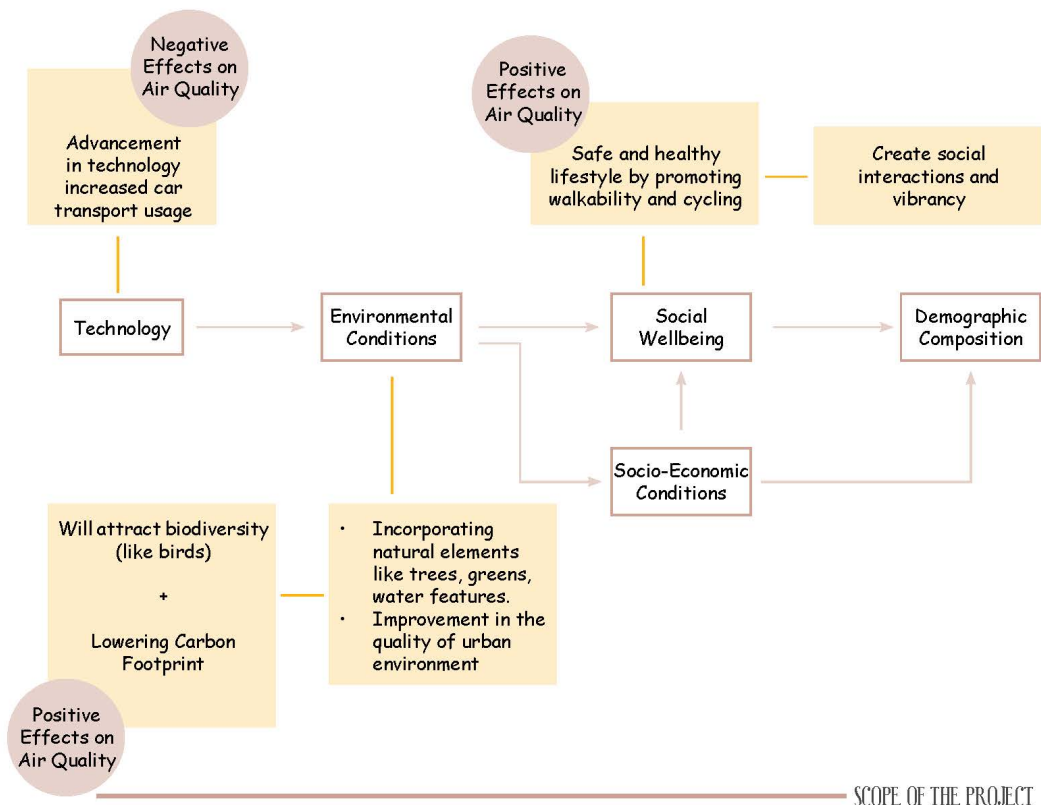 Negative
Effects on
Air Quality
Advancement
in technology
increased car
transport usage
Positive
Effects on
Air Quality
Safe and healthy
lifestyle by promoting
walkability and cycling
Create social
interactions and
vibrancy
Technology
Environmental
Conditions
Social
Wellbeing
Demographic
Composition
Socio-Economic
Conditions
Will attract biodiversity
(like birds)
+
Lowering Carbon
Footprint
• Incorporating
natural elements
like trees, greens,
water features.
• Improvement in the
quality of urban
environment
Positive
Effects on
Air Quality
SCOPE OF THE PROJECT